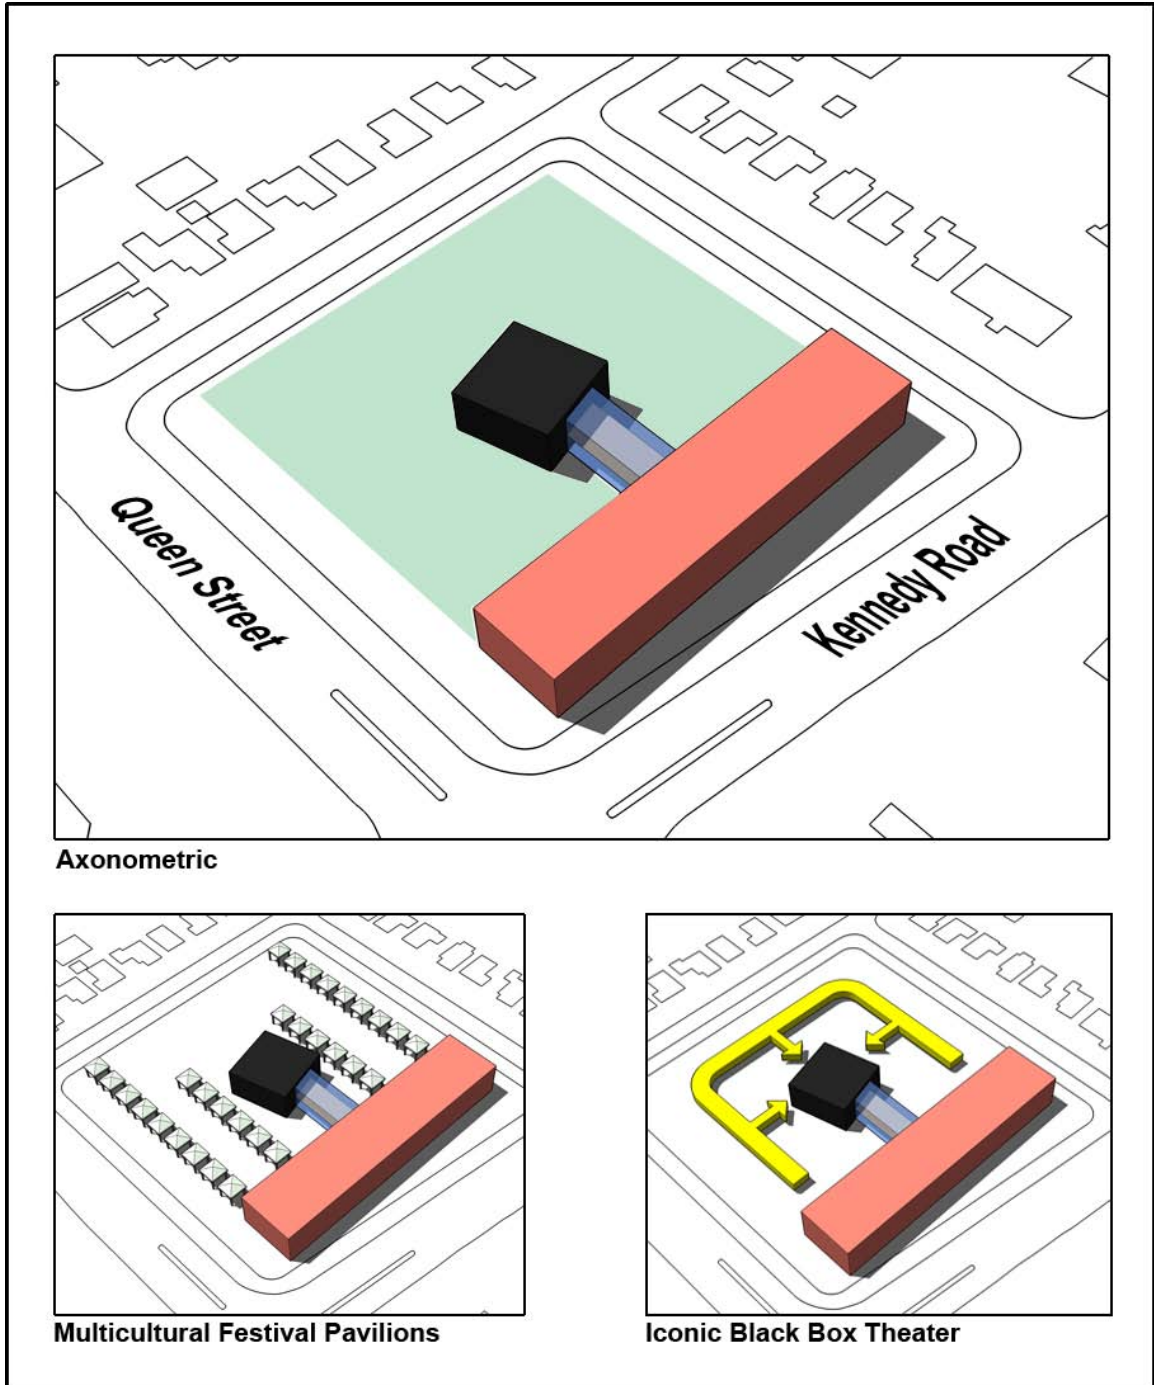 Queen Street
Kennedy Road
Axonometric
Multicultural Festival Pavilions
Iconic Black Box Theater